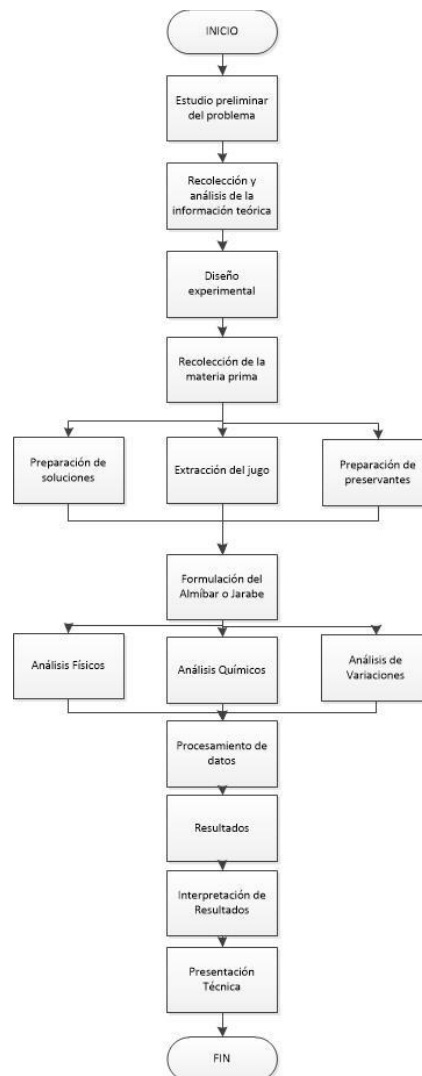 INICIO
Estudio preliminar
del problema
Recolección y
análisis de la
información teórica
Diseño
experimental
Recolección de la
materia prima
Preparación de
soluciones
Extracción del jugo
Preparación de
preservantes
Formulación del
Almíbar o Jarabe
Análisis Físicos
Análisis Químicos
Análisis de
Variaciones
Procesamiento de
datos
Resultados
Interpretación de
Resultados
Presentación
Técnica
FIN